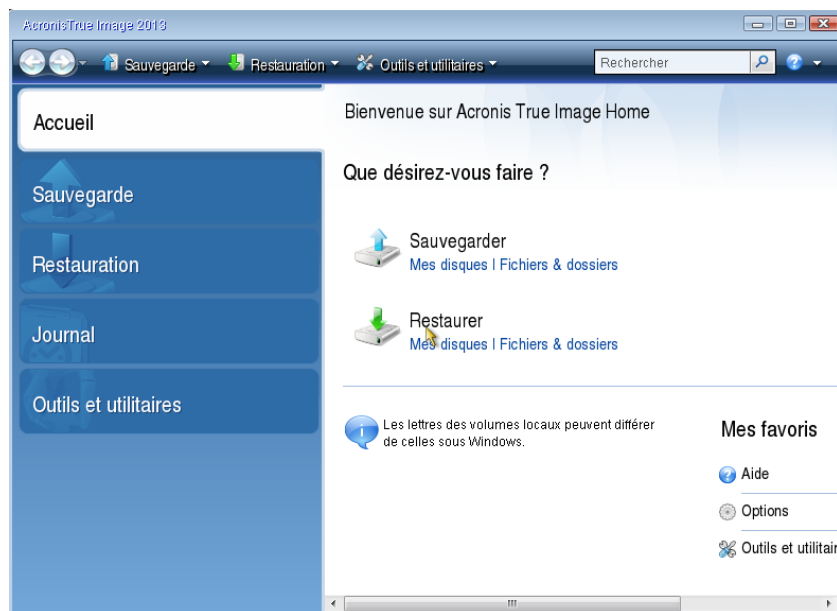 AcronisTrue Image 2013
Sauvegarde
Restauration
Outils et utilitaires
Rechercher
Accueil
Sauvegarde
Restauration
Journal
Outils et utilitaires
Bienvenue sur Acronis True Image Home
Que désirez-vous faire ?
Sauvegarder
Mes disques | Fichiers & dossiers
Restaurer
Mes disques | Fichiers & dossiers
Les lettres des volumes locaux peuvent différer
de celles sous Windows.
Mes favoris
Aide
Options
Outils et utilitair